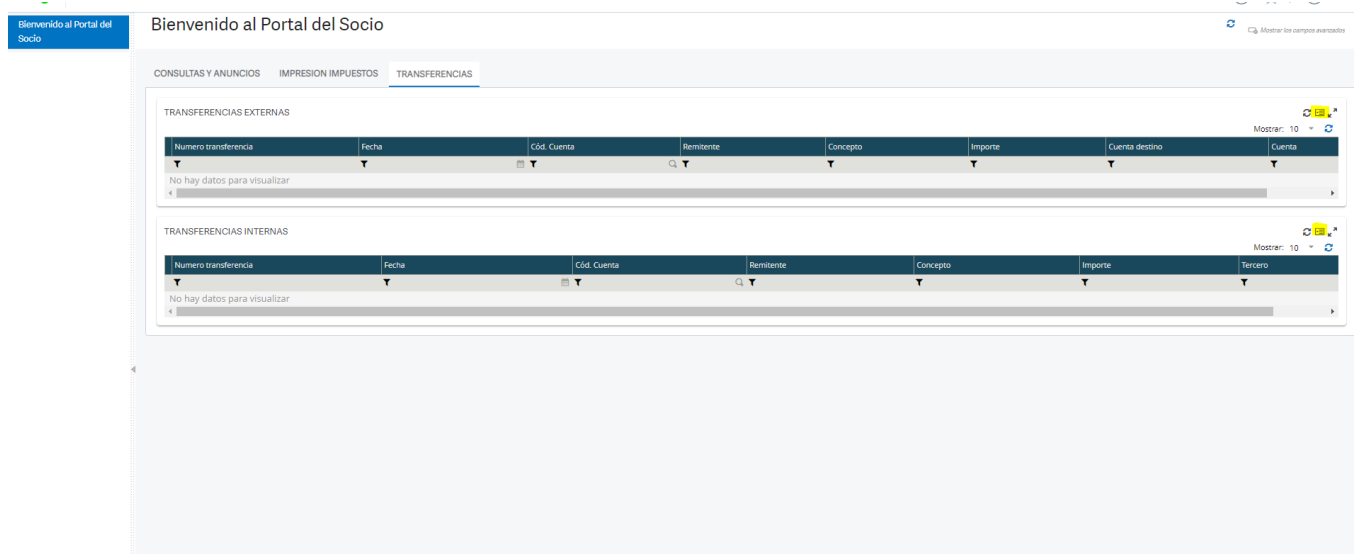 Bienvenido al Portal del
Socio
Bienvenido al Portal del Socio
Mostrar los campos avanzados
CONSULTAS Y ANUNCIOS IMPRESION IMPUESTOS TRANSFERENCIAS
TRANSFERENCIAS EXTERNAS
Mostrar: 10
Numero transferencia Fecha Cód. Cuenta Remitente Concepto Importe Cuenta destino Cuenta
No hay datos para visualizar
TRANSFERENCIAS INTERNAS
Mostrar: 10
Numero transferencia Fecha Cód. Cuenta Remitente Concepto Importe Tercero
No hay datos para visualizar